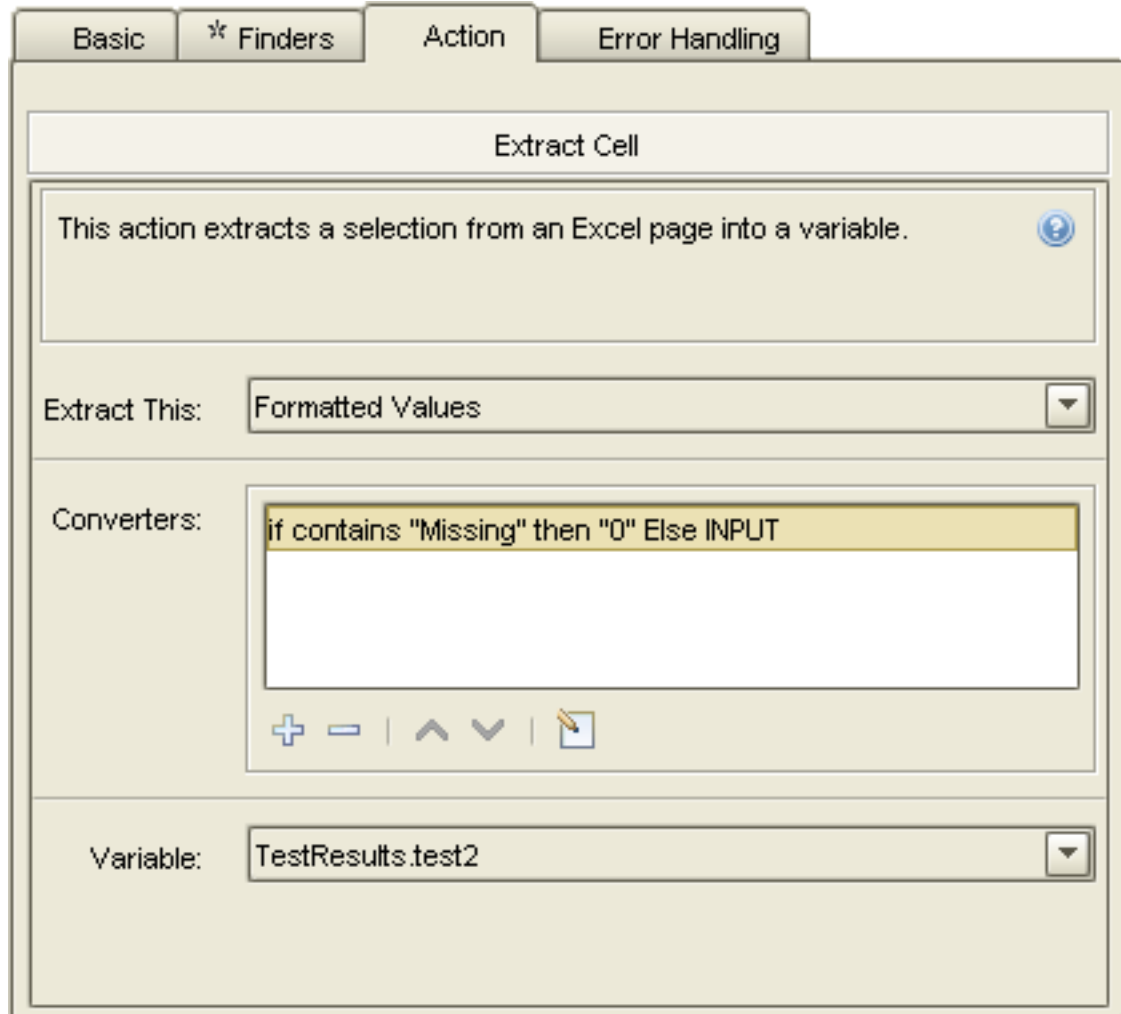 Basic * Finders Action Error Handling
Extract Cell
This action extracts a selection from an Excel page into a variable.
Extract This: Formatted Values
Converters: if contains "Missing" then "0" Else INPUT
Variable: TestResults.test2